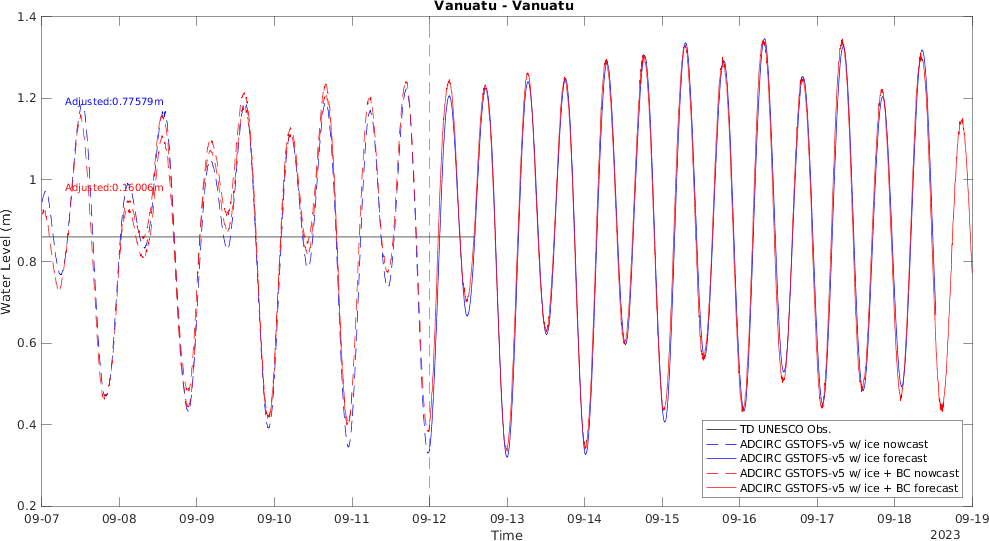 Vanuatu - Vanuatu
1.4
1.2
1
0.8
0.6
0.4
0.2
Water Level (m)
Adjusted:0.77579m
Adjusted:0.16006m
TD UNESCO Obs.
ADCIRC GSTOFS-v5 w/ ice nowcast
ADCIRC GSTOFS-v5 w/ ice forecast
ADCIRC GSTOFS-v5 w/ ice + BC nowcast
ADCIRC GSTOFS-v5 w/ ice + BC forecast
09-07 09-08 09-09 09-10 09-11 09-12 09-13 09-14 09-15 09-16 09-17 09-18 09-19
Time
2023